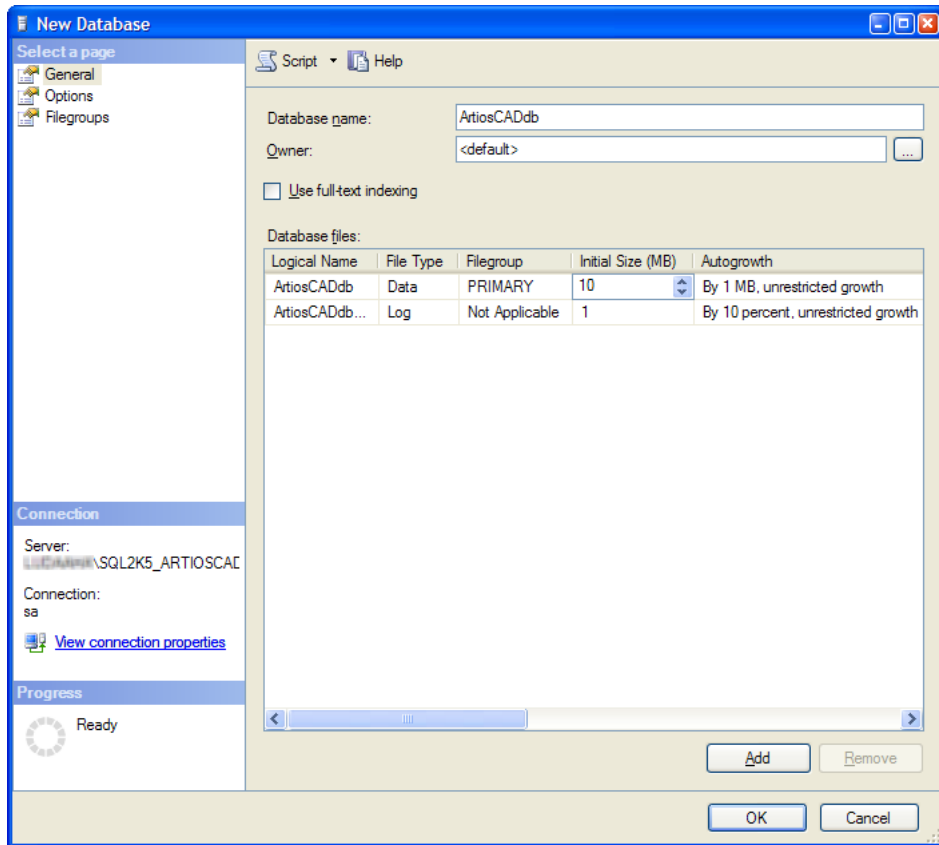 New Database
Select a page
General
Options
Filegroups
Script Help
Database name: ArtiosCADdb
Owner: <default> ...
Use full-text indexing
Database files:
Logical Name File Type Filegroup Initial Size (MB) Autogrowth
ArtiosCADdb Data PRIMARY 10 By 1 MB, unrestricted growth
ArtiosCADdb... Log Not Applicable 1 By 10 percent, unrestricted growth
Connection
Server:
\SQL2K5_ARTIOSCAD
Connection:
sa
View connection properties
Progress
Ready
Add Remove
OK Cancel